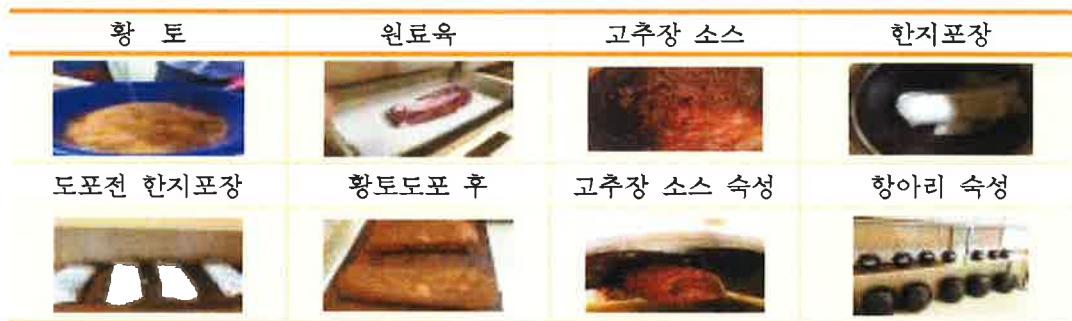 황 토 원료육 고추장 소스 한지포장
도포전 한지포장 황토도포 후 고추장 소스 숙성 항아리 숙성